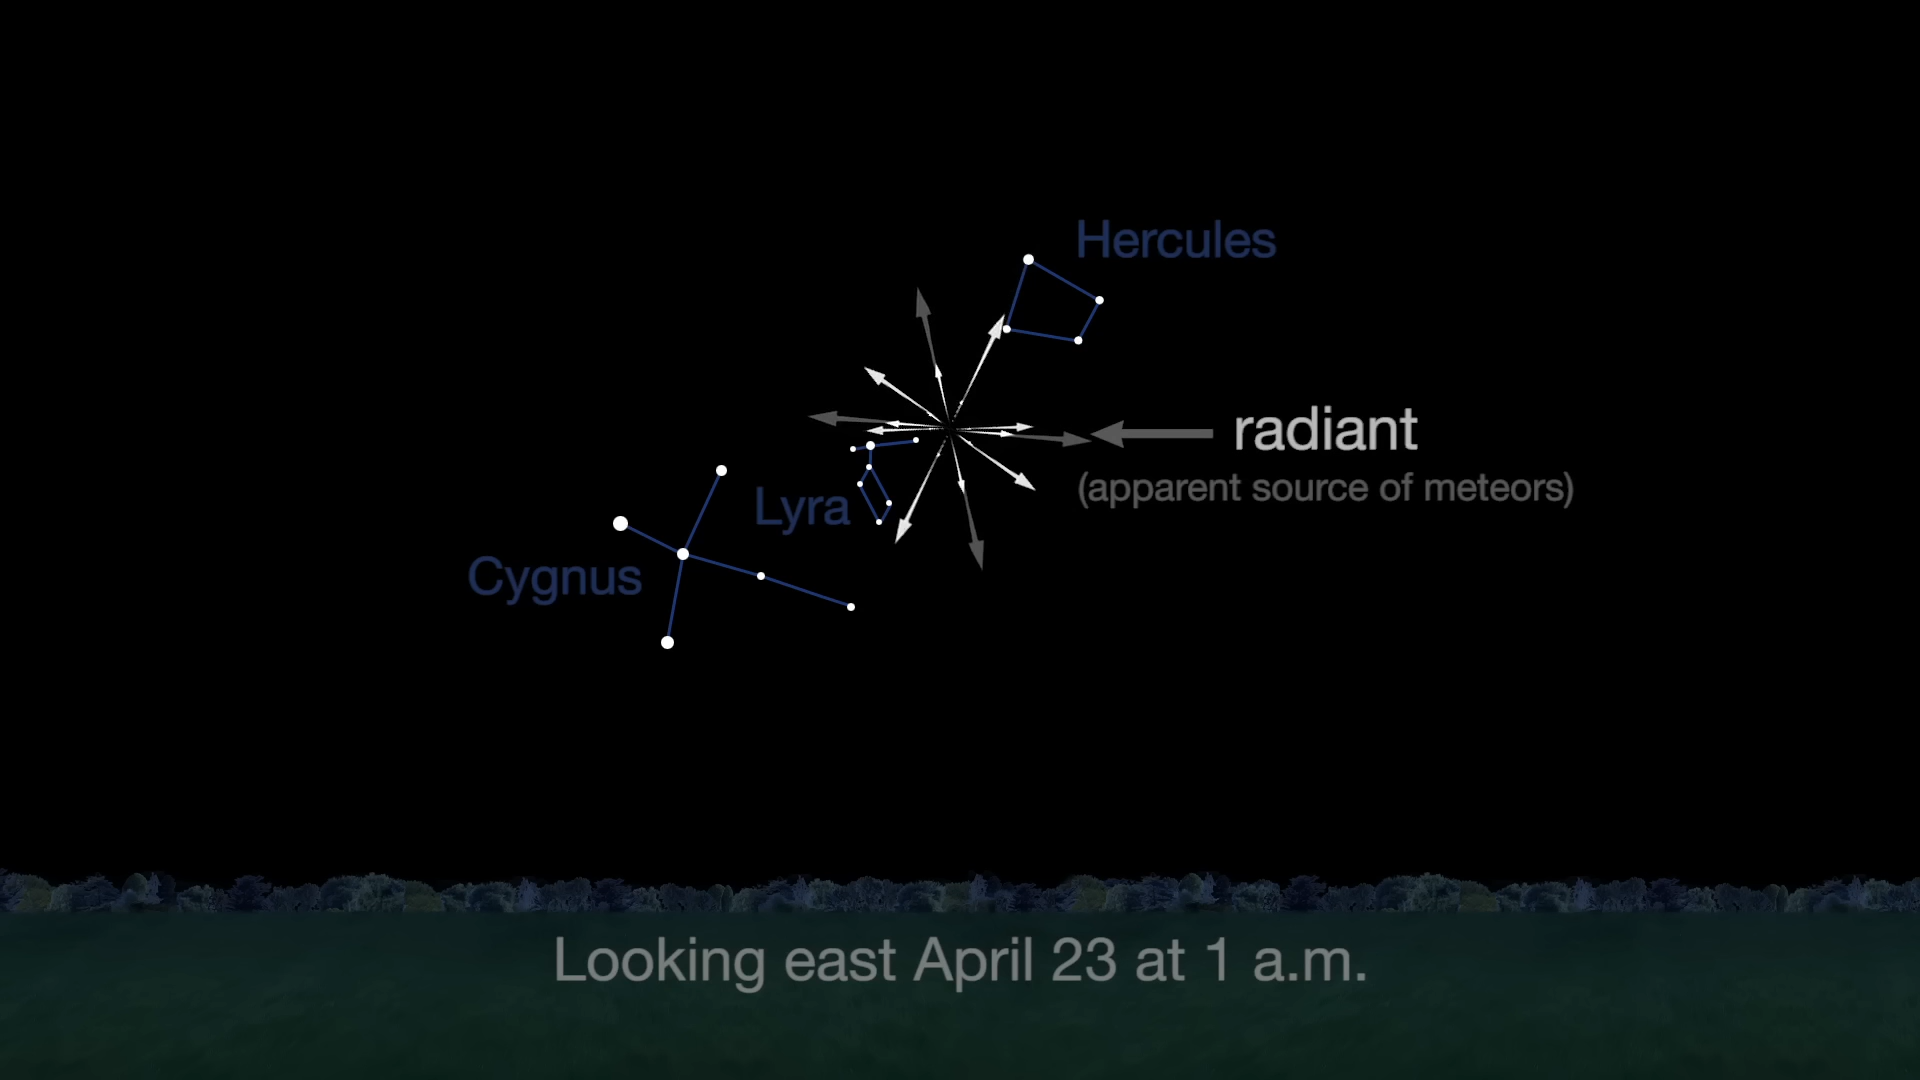 Hercules
radiant
(apparent source of meteors)
Lyra
Cygnus
Looking east April 23 at 1 a.m.